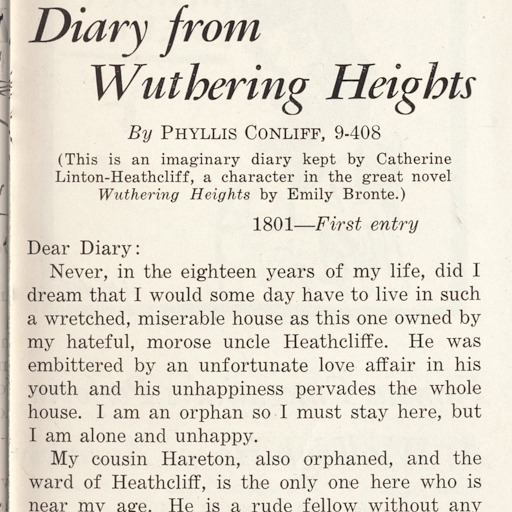 Diary from
Wuthering Heights
By PHYLLIS CONLIFF, 9-408
(This is an imaginary diary kept by Catherine
Linton-Heathcliff, a character in the great novel
Wuthering Heights by Emily Bronte.)
1801—First entry
Dear Diary:
Never, in the eighteen years of my life, did I
dream that I would some day have to live in such
a wretched, miserable house as this one owned by
my hateful, morose uncle Heathcliffe. He was
embittered by an unfortunate love affair in his
youth and his unhappiness pervades the whole
house. I am an orphan so I must stay here, but
I am alone and unhappy.
My cousin Hareton, also orphaned, and the
ward of Heathcliff, is the only one here who is
near my age. He is a rude fellow without any